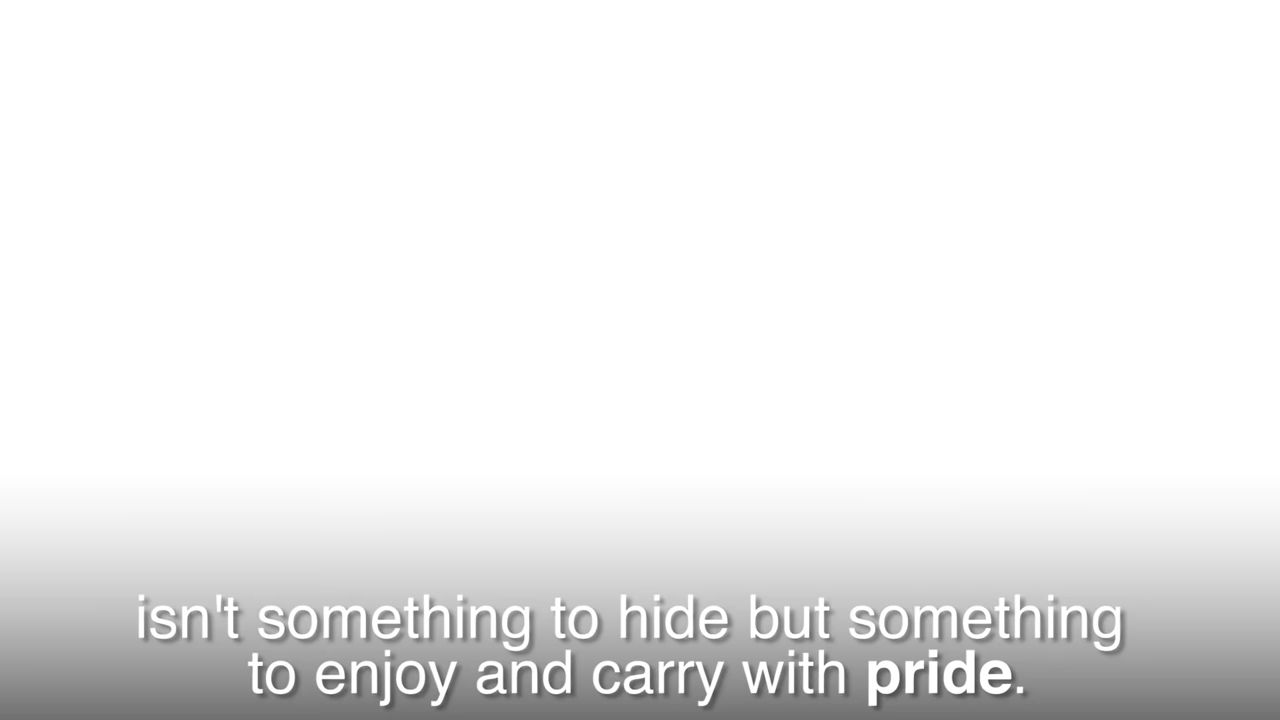 isn't something to hide but something
to enjoy and carry with pride.